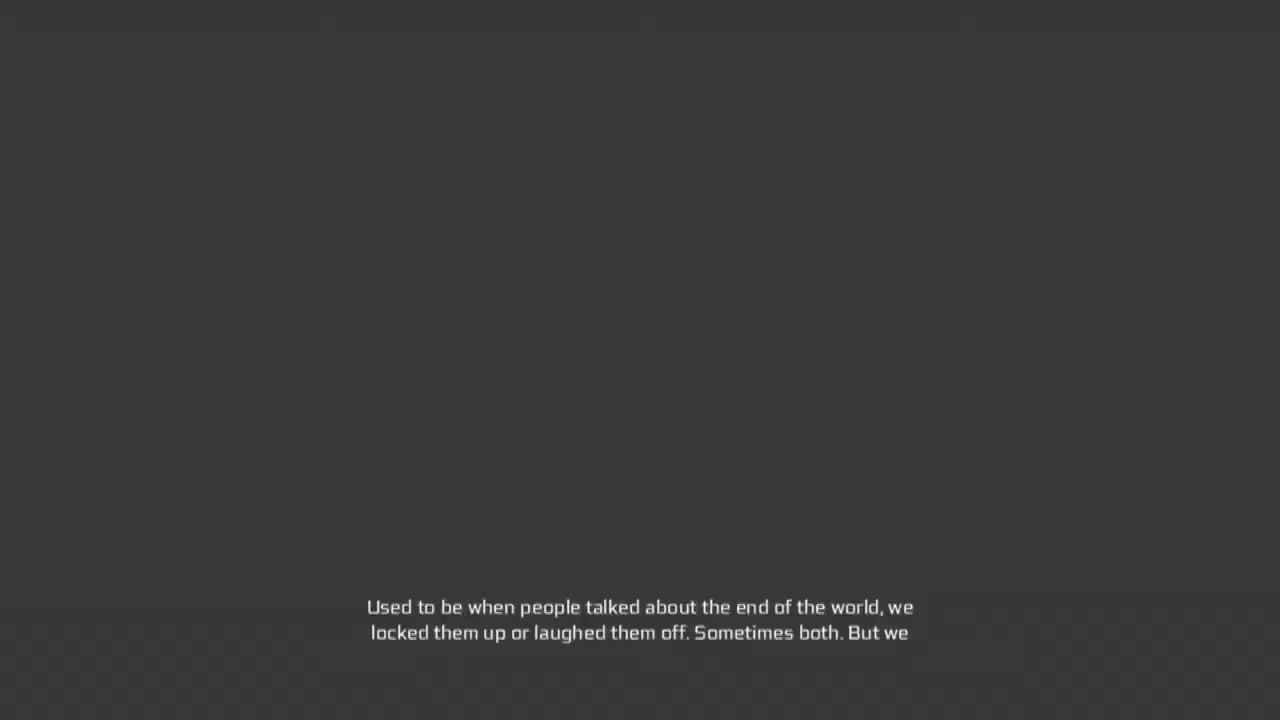 Used to be when people talked about the end of the world, we
locked them up or laughed them off. Sometimes both. But we